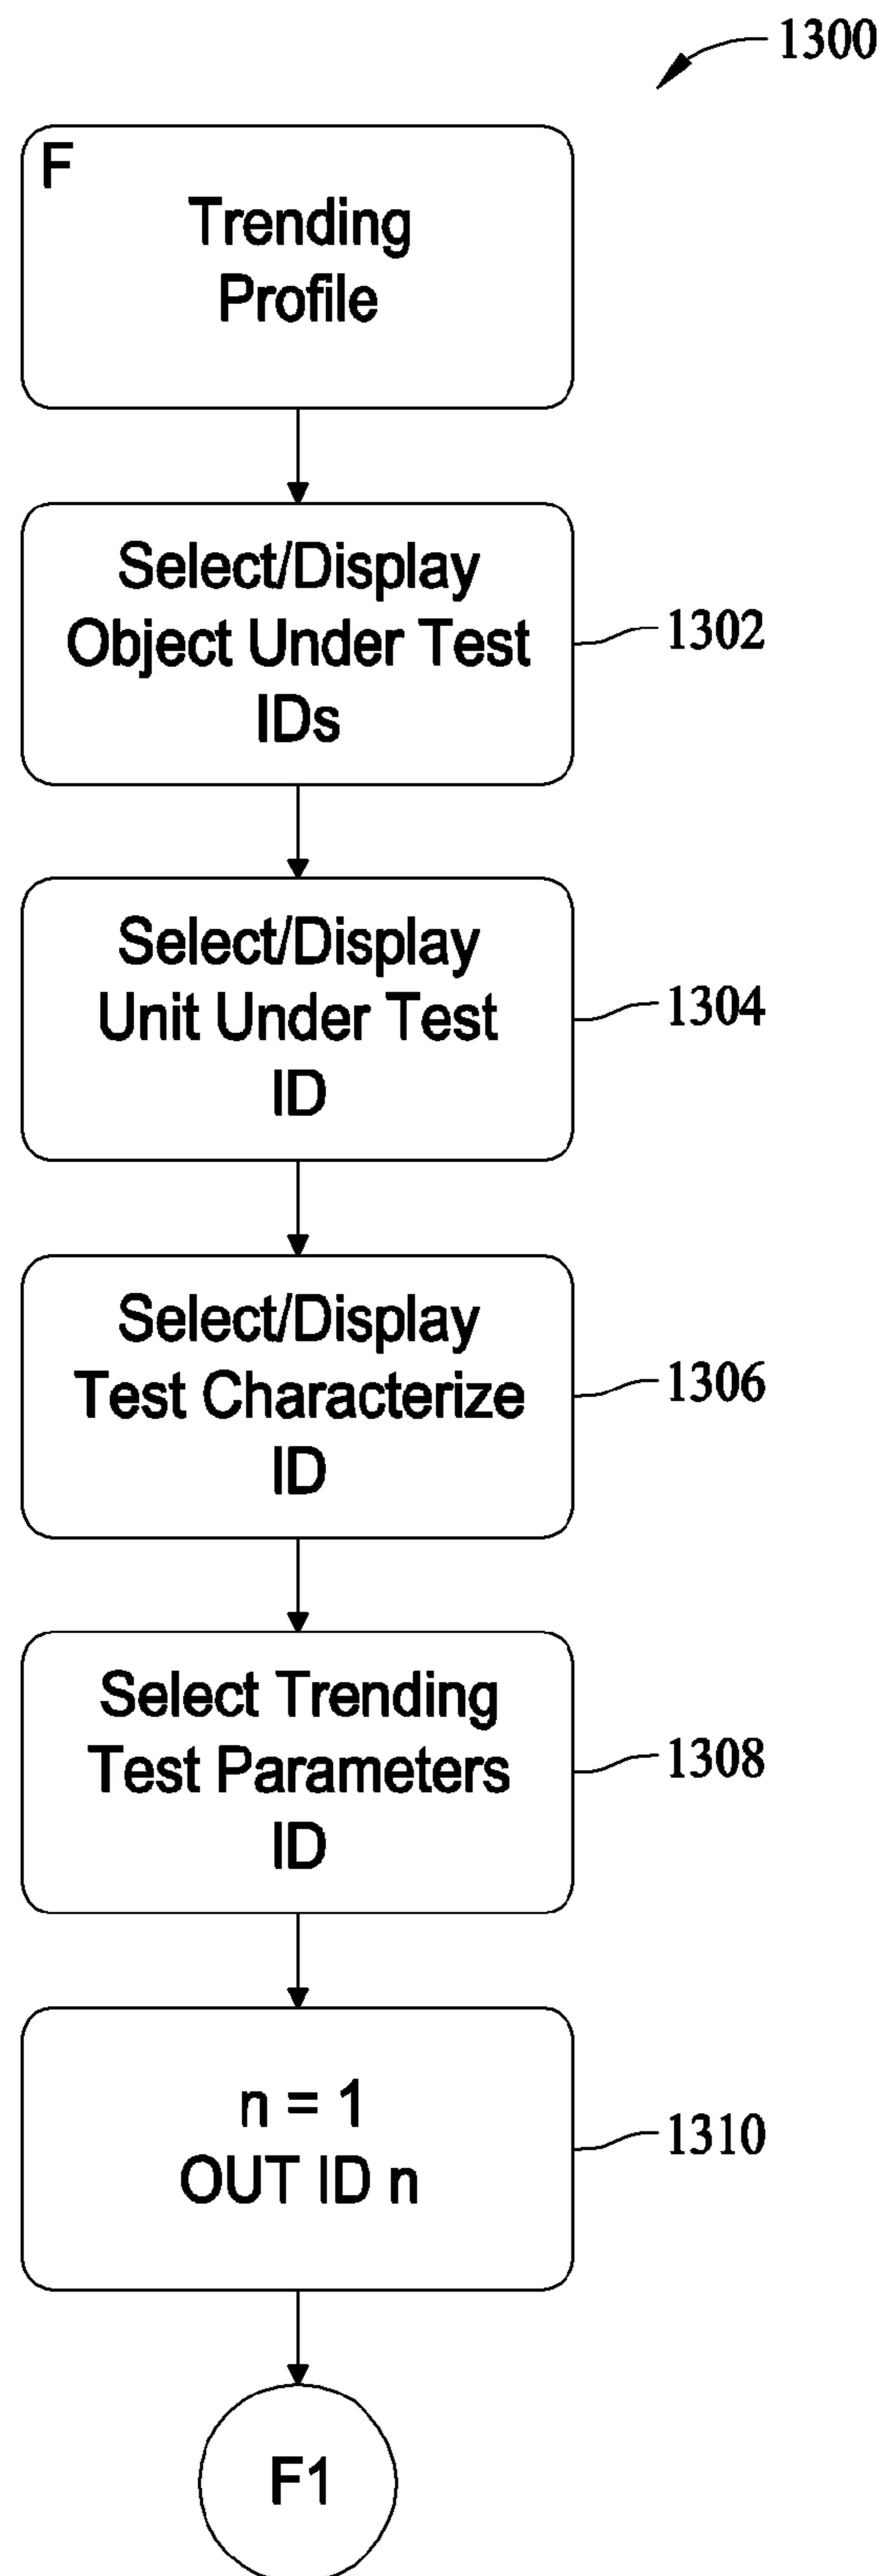 1300
F
Trending
Profile
Select/Display
Object Under Test
IDs
1302
Select/Display
Unit Under Test
ID
1304
Select/Display
Test Characterize
ID
1306
Select Trending
Test Parameters
ID
1308
n = 1
OUT ID n
1310
F1